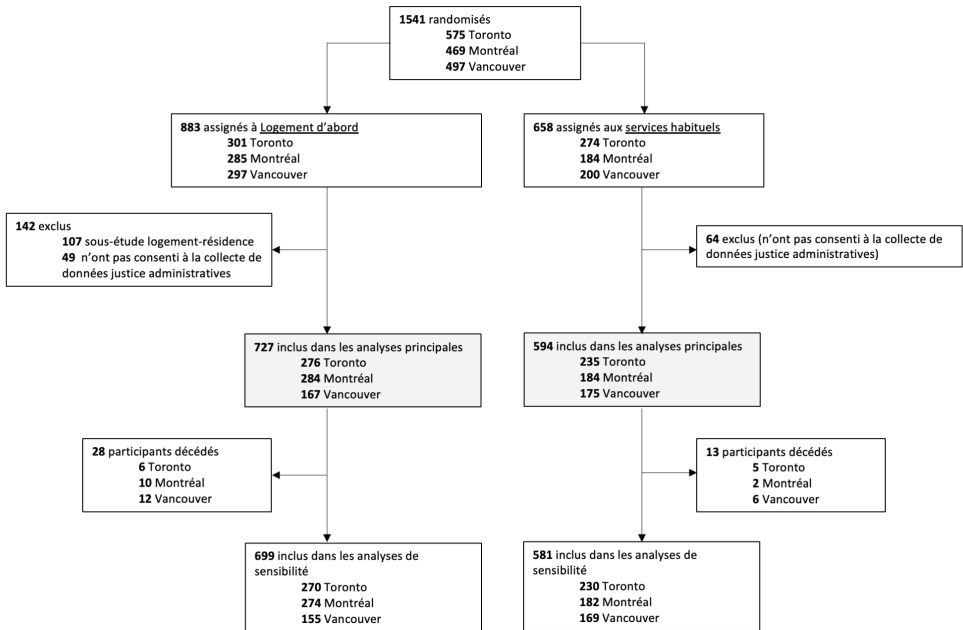 1541 randomisés
575 Toronto
469 Montréal
497 Vancouver
883 assignés à Logement d'abord
301 Toronto
285 Montréal
297 Vancouver
658 assignés aux services habituels
274 Toronto
184 Montréal
200 Vancouver
142 exclus
107 sous-étude logement-résidence
49 n'ont pas consenti à la collecte de
données justice administratives
64 exclus (n'ont pas consenti à la collecte de
données justice administratives)
727 inclus dans les analyses principales
276 Toronto
284 Montréal
167 Vancouver
594 inclus dans les analyses principales
235 Toronto
184 Montréal
175 Vancouver
28 participants décédés
6 Toronto
10 Montréal
12 Vancouver
13 participants décédés
5 Toronto
2 Montréal
6 Vancouver
699 inclus dans les analyses de
sensibilité
270 Toronto
274 Montréal
155 Vancouver
581 inclus dans les analyses de
sensibilité
230 Toronto
182 Montréal
169 Vancouver